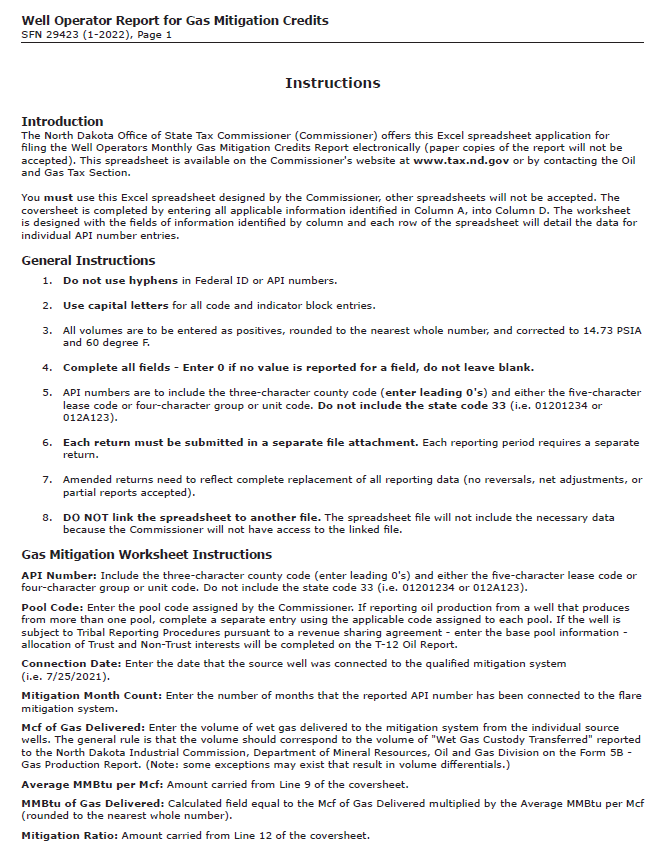 Well Operator Report for Gas Mitigation Credits
SFN 29423 (1-2022), Page 1
Instructions
Introduction
The North Dakota Office of State Tax Commissioner (Commissioner) offers this Excel spreadsheet application for
filing the Well Operators Monthly Gas Mitigation Credits Report electronically (paper copies of the report will not be
accepted). This spreadsheet is available on the Commissioner's website at www.tax.nd.gov or by contacting the Oil
and Gas Tax Section.
You must use this Excel spreadsheet designed by the Commissioner, other spreadsheets will not be accepted. The
coversheet is completed by entering all applicable information identified in Column A, into Column D. The worksheet
is designed with the fields of information identified by column and each row of the spreadsheet will detail the data for
individual API number entries.
General Instructions
1. Do not use hyphens in Federal ID or API numbers.
2. Use capital letters for all code and indicator block entries.
3. All volumes are to be entered as positives, rounded to the nearest whole number, and corrected to 14.73 PSIA
and 60 degree F.
4. Complete all fields - Enter 0 if no value is reported for a field, do not leave blank.
5. API numbers are to include the three-character county code (enter leading 0's) and either the five-character
lease code or four-character group or unit code. Do not include the state code 33 (i.e. 01201234 or
012A123).
6. Each return must be submitted in a separate file attachment. Each reporting period requires a separate
return.
7. Amended returns need to reflect complete replacement of all reporting data (no reversals, net adjustments, or
partial reports accepted).
8. DO NOT link the spreadsheet to another file. The spreadsheet file will not include the necessary data
because the Commissioner will not have access to the linked file.
Gas Mitigation Worksheet Instructions
API Number: Include the three-character county code (enter leading 0's) and either the five-character lease code or
four-character group or unit code. Do not include the state code 33 (i.e. 01201234 or 012A123).
Pool Code: Enter the pool code assigned by the Commissioner. If reporting oil production from a well that produces
from more than one pool, complete a separate entry using the applicable code assigned to each pool. If the well is
subject to Tribal Reporting Procedures pursuant to a revenue sharing agreement - enter the base pool information -
allocation of Trust and Non-Trust interests will be completed on the T-12 Oil Report.
Connection Date: Enter the date that the source well was connected to the qualified mitigation system
(i.e. 7/25/2021).
Mitigation Month Count: Enter the number of months that the reported API number has been connected to the flare
mitigation system.
Mcf of Gas Delivered: Enter the volume of wet gas delivered to the mitigation system from the individual source
wells. The general rule is that the volume should correspond to the volume of "Wet Gas Custody Transferred" reported
to the North Dakota Industrial Commission, Department of Mineral Resources, Oil and Gas Division on the Form 5B -
Gas Production Report. (Note: some exceptions may exist that result in volume differentials.)
Average MMBtu per Mcf: Amount carried from Line 9 of the coversheet.
MMBtu of Gas Delivered: Calculated field equal to the Mcf of Gas Delivered multiplied by the Average MMBtu per Mcf
(rounded to the nearest whole number).
Mitigation Ratio: Amount carried from Line 12 of the coversheet.